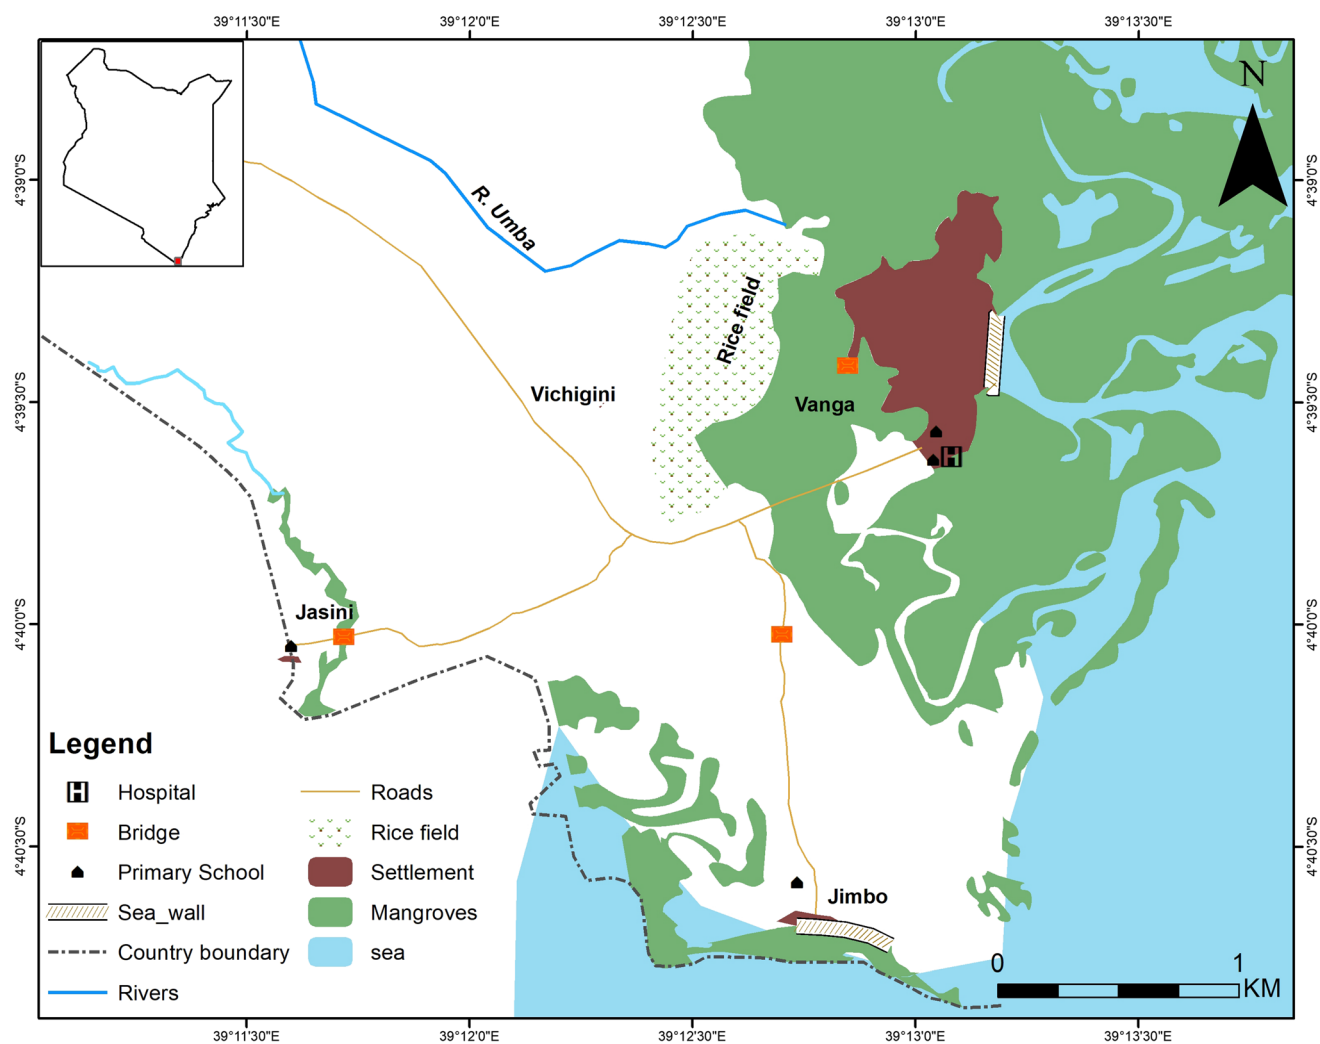 39°11'30"E
39°12'0"E
39°12'30"E
39°13'0"E
39°13'30"E
N
4°39'0"S
4°39'0"S
R. Umba
Rice field
Vichigini
Vanga
4°39'30"S
4°39'30"S
Jasini
4°40'0"S
4°40'0"S
Legend
H Hospital
Roads
Bridge
Rice field
Primary School
Settlement
Sea_wall
Mangroves
Country boundary
sea
Rivers
H
4°40'30"S
4°40'30"S
Jimbo
0 1
KM
39°11'30"E
39°12'0"E
39°12'30"E
39°13'0"E
39°13'30"E